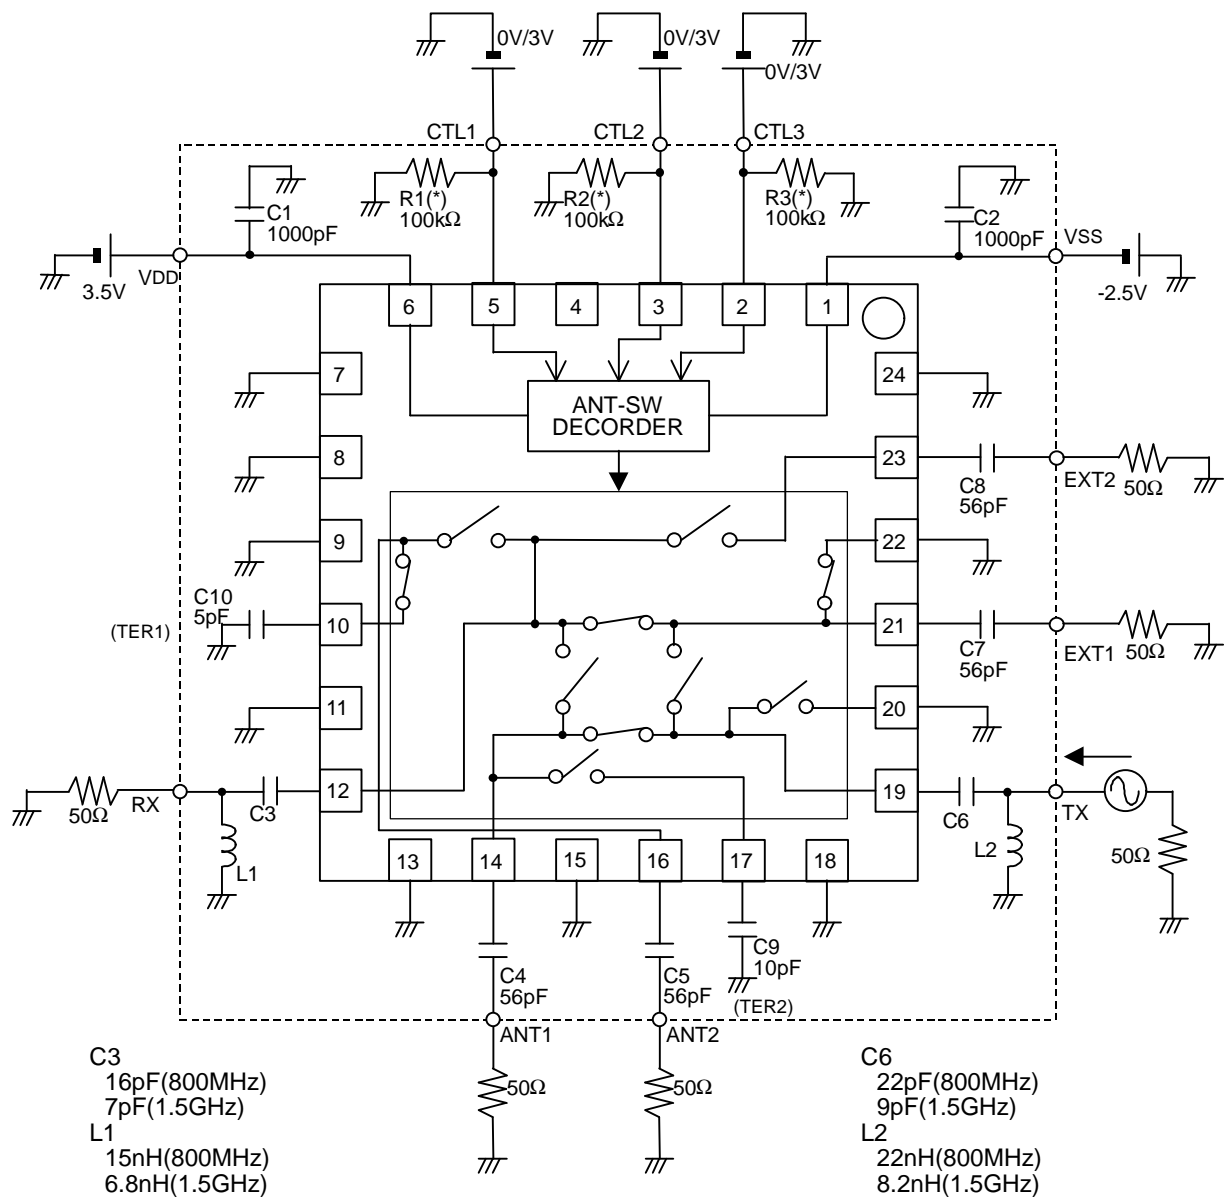 0V/3V
0V/3V
0V/3V
CTL1
CTL2
CTL3
R1(*)
100kΩ
R2(*)
100kΩ
R3(*)
100kΩ
C1
1000pF
C2
1000pF
VDD
3.5V
VSS
-2.5V
6
5
4
3
2
1
7
24
ANT-SW
DECORDER
8
23
C8
56pF
EXT2
50Ω
9
22
C10
5pF
(TER1)
10
21
C7
56pF
EXT1
50Ω
11
20
50Ω
RX
C3
12
19
C6
TX
L1
L2
50Ω
13
14
15
16
17
18
C4
56pF
C5
56pF
C9
10pF
(TER2)
ANT1
ANT2
50Ω
50Ω
C3
16pF(800MHz)
7pF(1.5GHz)
L1
15nH(800MHz)
6.8nH(1.5GHz)
C6
22pF(800MHz)
9pF(1.5GHz)
L2
22nH(800MHz)
8.2nH(1.5GHz)